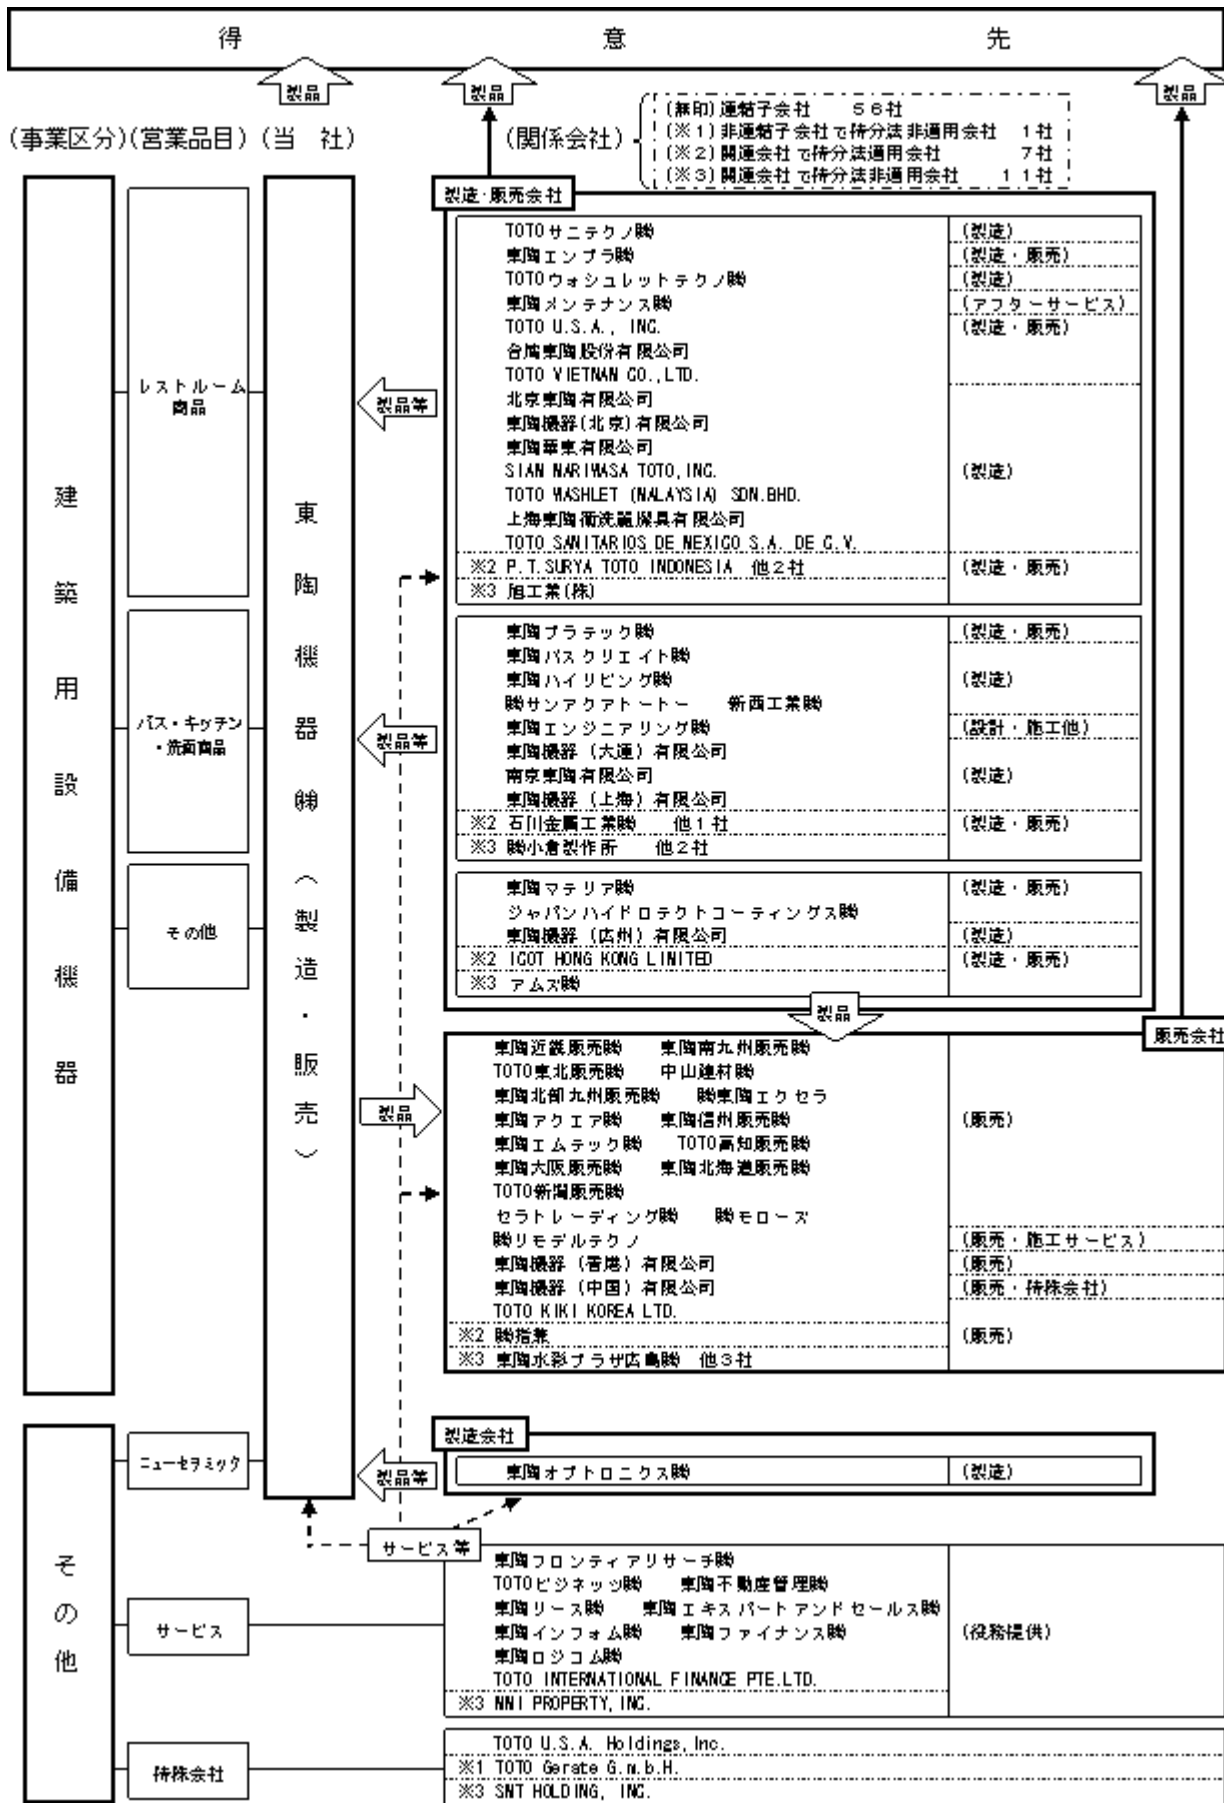 得意先
製品
製品
製品
(事業区分)(営業品目)(当 社)
(関係会社)
(無印)連結子会社 56社
(※1)非連結子会社で持分法非適用会社 1社
(※2)関連会社で持分法適用会社 7社
(※3)関連会社で持分法非適用会社 11社
建築用設備機器
レストルーム
商品
バス・キッチン
・洗面商品
その他
東陶機器㈱(製造・販売)
製造・販売会社
TOTOサニテクノ㈱ (製造)
東陶エンプラ㈱ (製造・販売)
TOTOウォシュレットテクノ㈱ (製造)
東陶メンテナンス㈱ (アフターサービス)
TOTO U.S.A., INC. (製造・販売)
台湾東陶股份有限公司
TOTO VIETNAM CO.,LTD.
北京東陶有限公司
東陶機器(北京)有限公司
東陶華東有限公司
SIAM MARIWASA TOTO,INC. (製造)
TOTO WASHLET (MALAYSIA) SDN.BHD.
上海東陶衛洗麗潔具有限公司
TOTO SANITARIOS DE MEXICO S.A. DE C.V.
※2 P.T.SURYA TOTO INDONESIA 他2社 (製造・販売)
※3 旭工業(株)
製品等
東陶プラテック㈱ (製造・販売)
東陶バスクリエイト㈱
東陶ハイリビング㈱ (製造)
㈱サンアクアトートー 新西工業㈱
東陶エンジニアリング㈱ (設計・施工他)
東陶機器(大連)有限公司
南京東陶有限公司 (製造)
東陶機器(上海)有限公司
※2 石川金属工業㈱ 他1社 (製造・販売)
※3 ㈱小倉製作所 他2社
製品等
東陶マテリア㈱ (製造・販売)
ジャパンハイドロテクトコーティングス㈱
東陶機器(広州)有限公司 (製造)
※2 ICOT HONG KONG LIMITED (製造・販売)
※3 アムズ㈱
製品
販売会社
東陶近畿販売㈱ 東陶南九州販売㈱
TOTO東北販売㈱ 中山建材㈱
東陶北部九州販売㈱ ㈱東陶エクセラ
東陶アクエア㈱ 東陶信州販売㈱ (販売)
東陶エムテック㈱ TOTO高知販売㈱
東陶大阪販売㈱ 東陶北海道販売㈱
TOTO新潟販売㈱
セラトレーディング㈱ ㈱モローズ
㈱リモデルテクノ (販売・施工サービス)
東陶機器(香港)有限公司 (販売)
東陶機器(中国)有限公司 (販売・持株会社)
TOTO KIKI KOREA LTD.
※2 ㈱指兼 (販売)
※3 東陶水彩プラザ広島㈱ 他3社
製品
その他
ニューセラミック
製造会社
東陶オプトロニクス㈱ (製造)
製品等
サービス等
サービス
東陶フロンティアリサーチ㈱
TOTOビジネッツ㈱ 東陶不動産管理㈱
東陶リース㈱ 東陶エキスパートアンドセールス㈱
東陶インフォム㈱ 東陶ファイナンス㈱ (役務提供)
東陶ロジコム㈱
TOTO INTERNATIONAL FINANCE PTE.LTD.
※3 NNI PROPERTY, INC.
持株会社
TOTO U.S.A. Holdings, Inc.
※1 TOTO Gerate G.m.b.H.
※3 SNT HOLDING, INC.